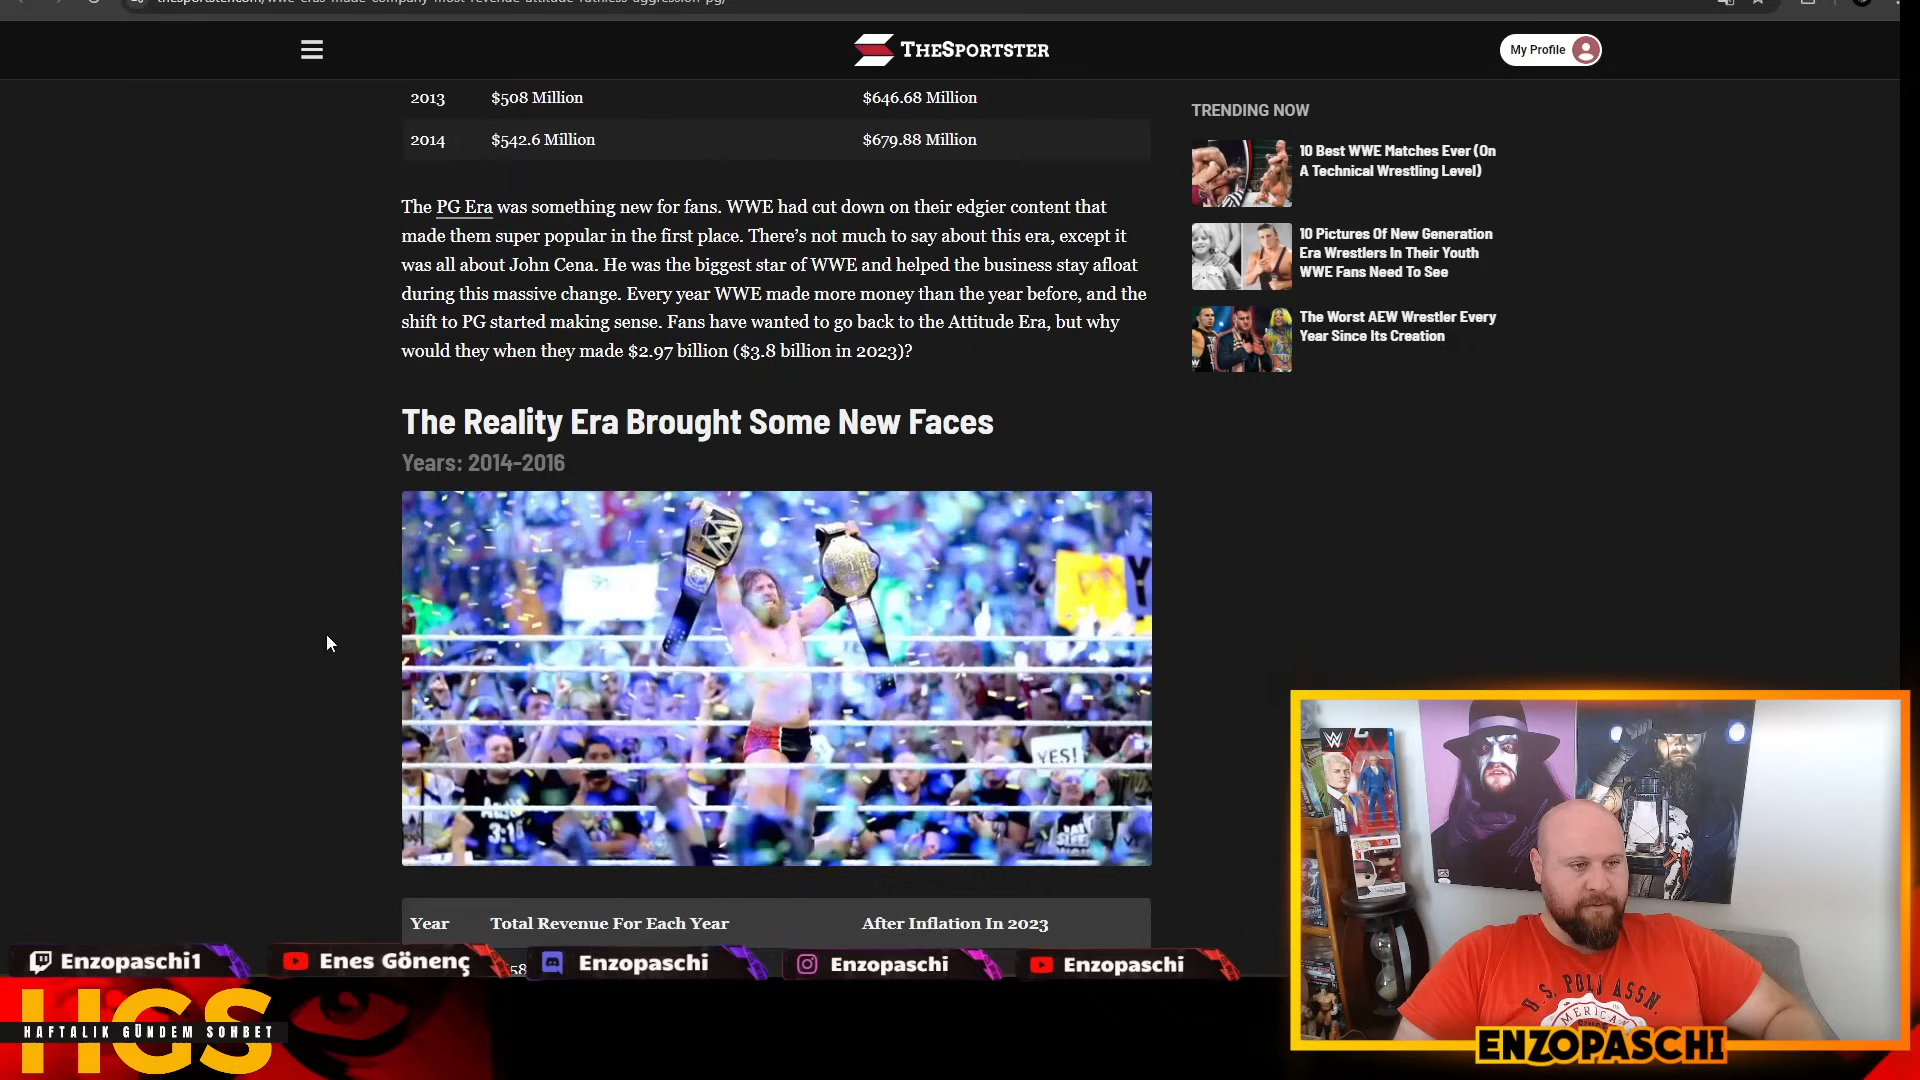 THESPORTSTER
My Profile
2013 $508 Million $646.68 Million
2014 $542.6 Million $679.88 Million
The PG Era was something new for fans. WWE had cut down on their edgier content that
made them super popular in the first place. There’s not much to say about this era, except it
was all about John Cena. He was the biggest star of WWE and helped the business stay afloat
during this massive change. Every year WWE made more money than the year before, and the
shift to PG started making sense. Fans have wanted to go back to the Attitude Era, but why
would they when they made $2.97 billion ($3.8 billion in 2023)?
The Reality Era Brought Some New Faces
Years: 2014-2016
YES!
3:16
Year Total Revenue For Each Year After Inflation In 2023
TRENDING NOW
10 Best WWE Matches Ever (On
A Technical Wrestling Level)
10 Pictures Of New Generation
Era Wrestlers In Their Youth
WWE Fans Need To See
The Worst AEW Wrestler Every
Year Since Its Creation
Enzopaschi1
Enes Gönenç
Enzopaschi
Enzopaschi
Enzopaschi
HGS
HAFTALIK GÜNDEM SOHBET
U.S. POLO ASSN.
ENZOPASCHI